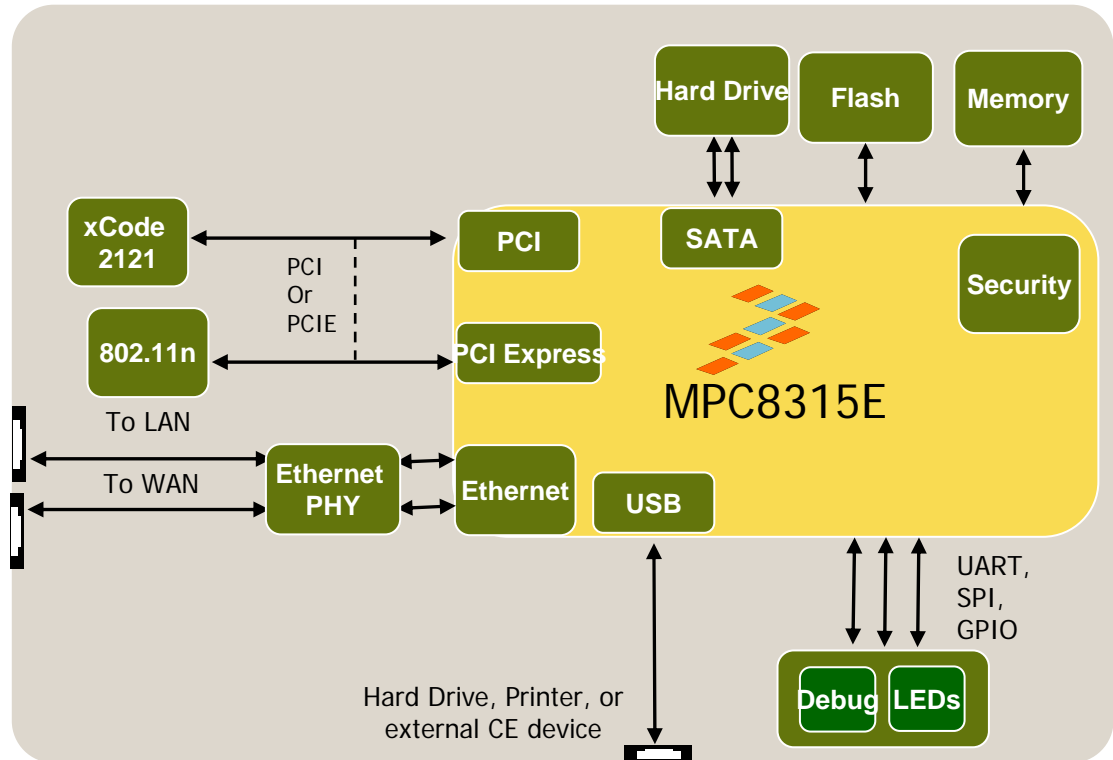 Hard Drive
Flash
Memory
xCode
2121
PCI
SATA
Security
PCI
Or
PCIE
802.11n
PCI Express
MPC8315E
To LAN
To WAN
Ethernet
PHY
Ethernet
USB
UART,
SPI,
GPIO
Hard Drive, Printer, or
external CE device
Debug
LEDs